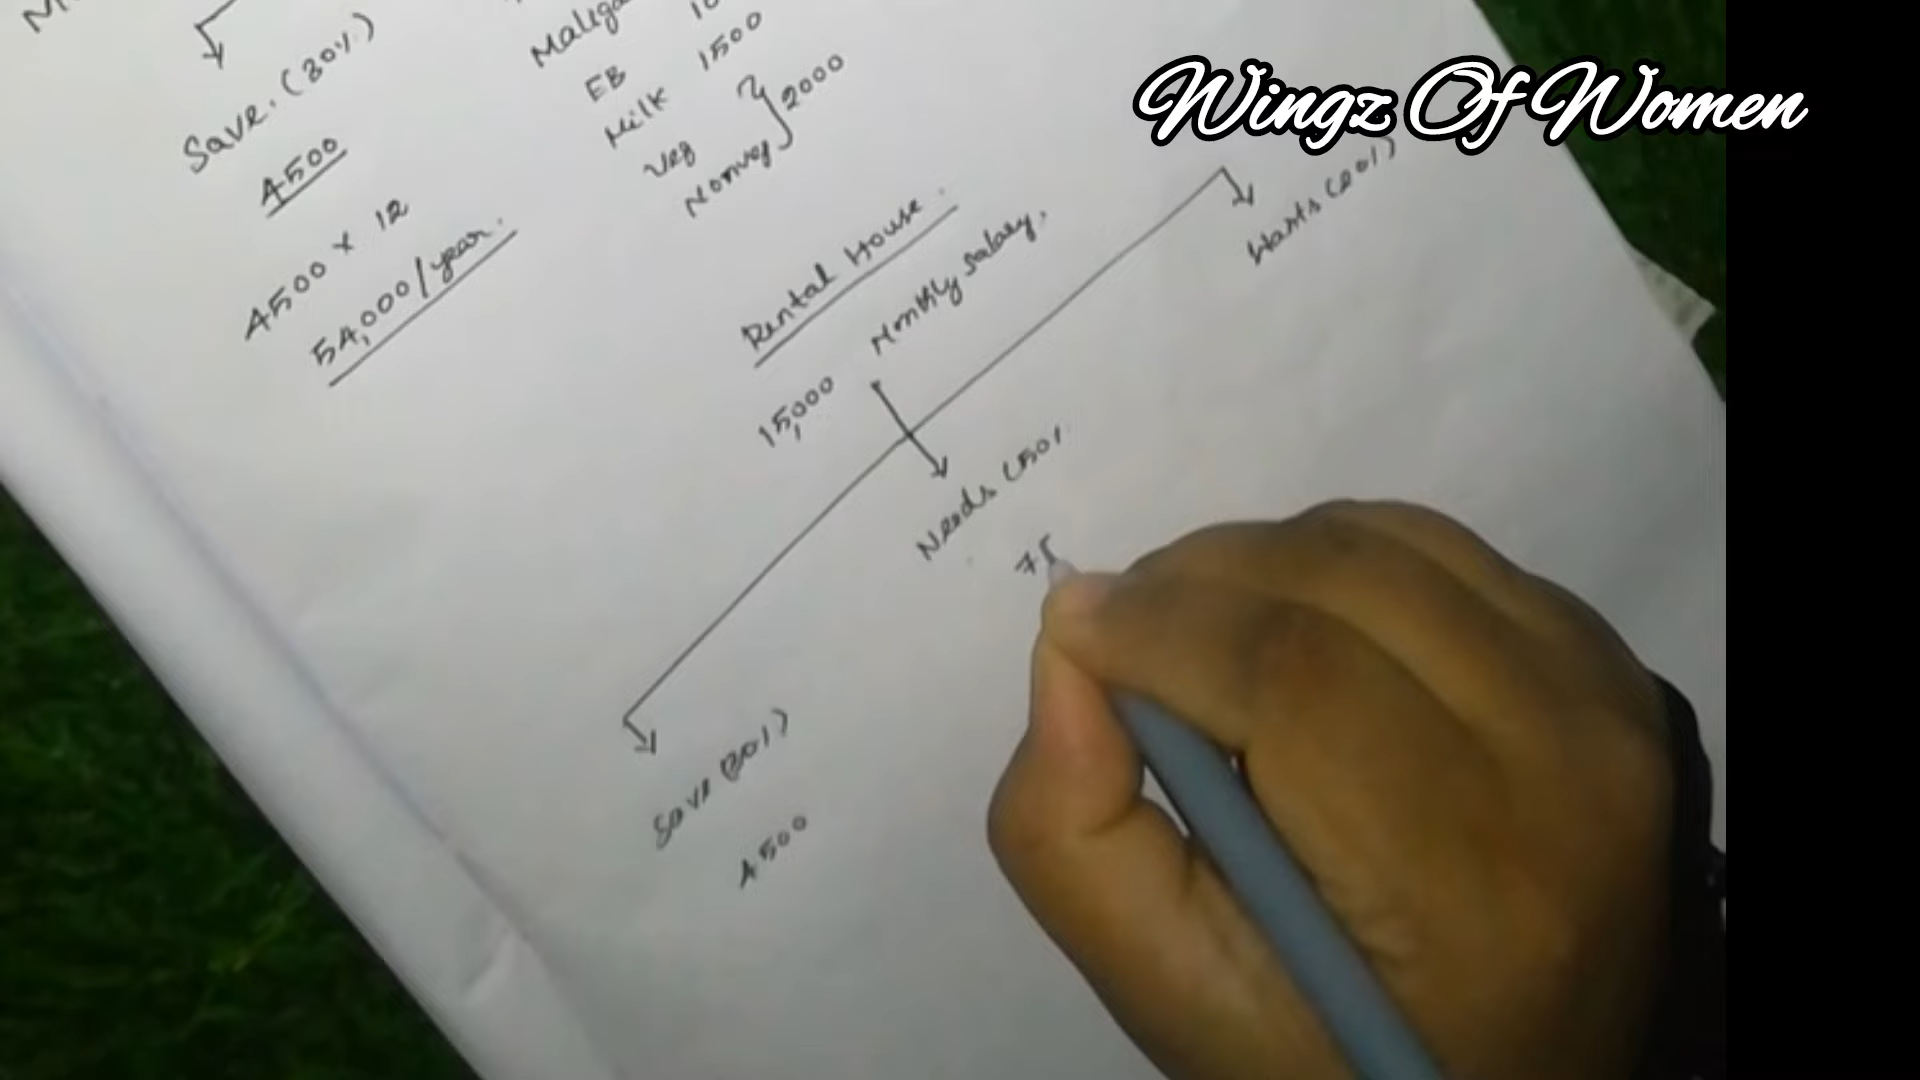 Wingz Of Women
Save. (30%)
4500
4500 x 12
54,000/year.
EB
Milk 1500
Veg
Nonveg } 2000
Rental House.
15,000 Monthly salary.
Save (30%)
4500
Needs (50%
75
Wants (20%)